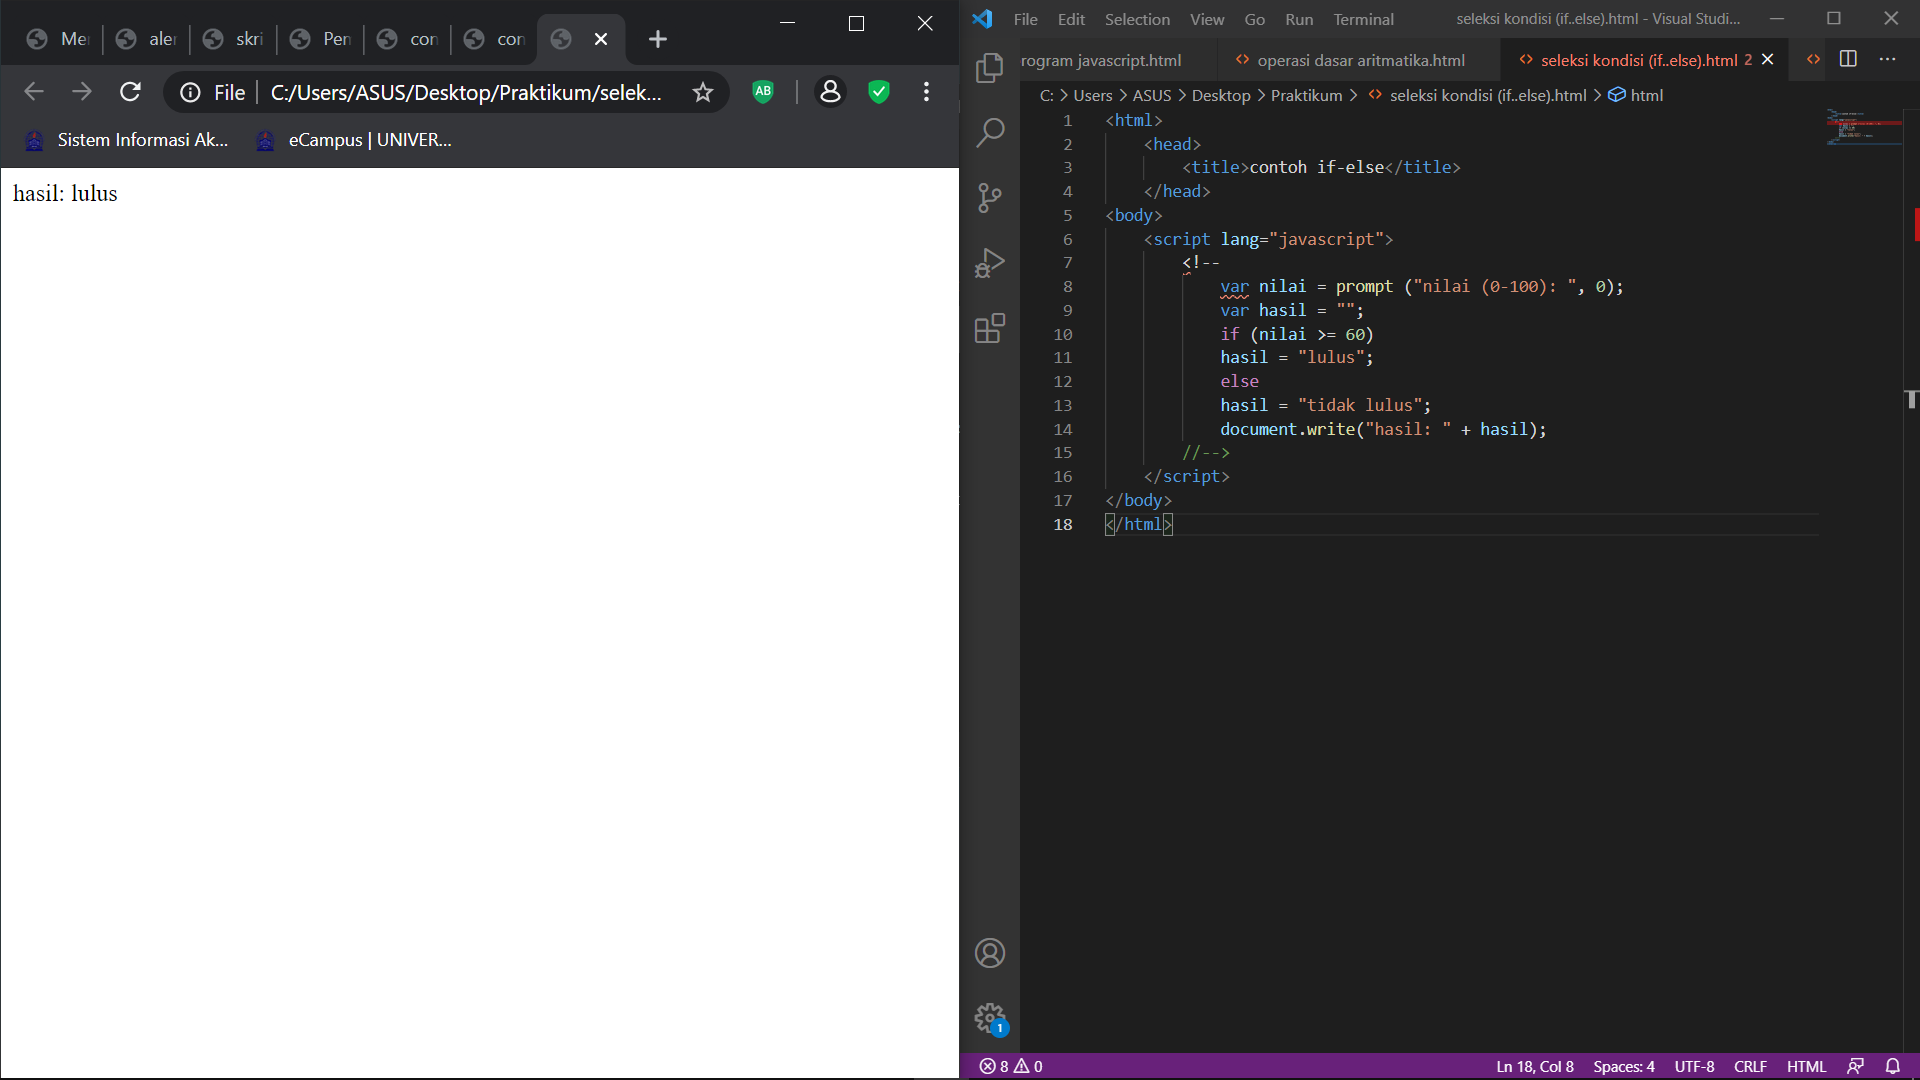 Me
aler
skri
Pen
con
con
File C:/Users/ASUS/Desktop/Praktikum/selek...
AB
Sistem Informasi Ak... eCampus | UNIVER...
hasil: lulus
File Edit Selection View Go Run Terminal seleksi kondisi (if..else).html - Visual Studi...
rogram javascript.html operasi dasar aritmatika.html seleksi kondisi (if..else).html 2
C: > Users > ASUS > Desktop > Praktikum > seleksi kondisi (if..else).html > html
1 <html>
2 <head>
3 <title>contoh if-else</title>
4 </head>
5 <body>
6 <script lang="javascript">
7 <!--
8 var nilai = prompt ("nilai (0-100): ", 0);
9 var hasil = "";
10 if (nilai >= 60)
11 hasil = "lulus";
12 else
13 hasil = "tidak lulus";
14 document.write("hasil: " + hasil);
15 //-->
16 </script>
17 </body>
18 </html>
1
8 0 Ln 18, Col 8 Spaces: 4 UTF-8 CRLF HTML